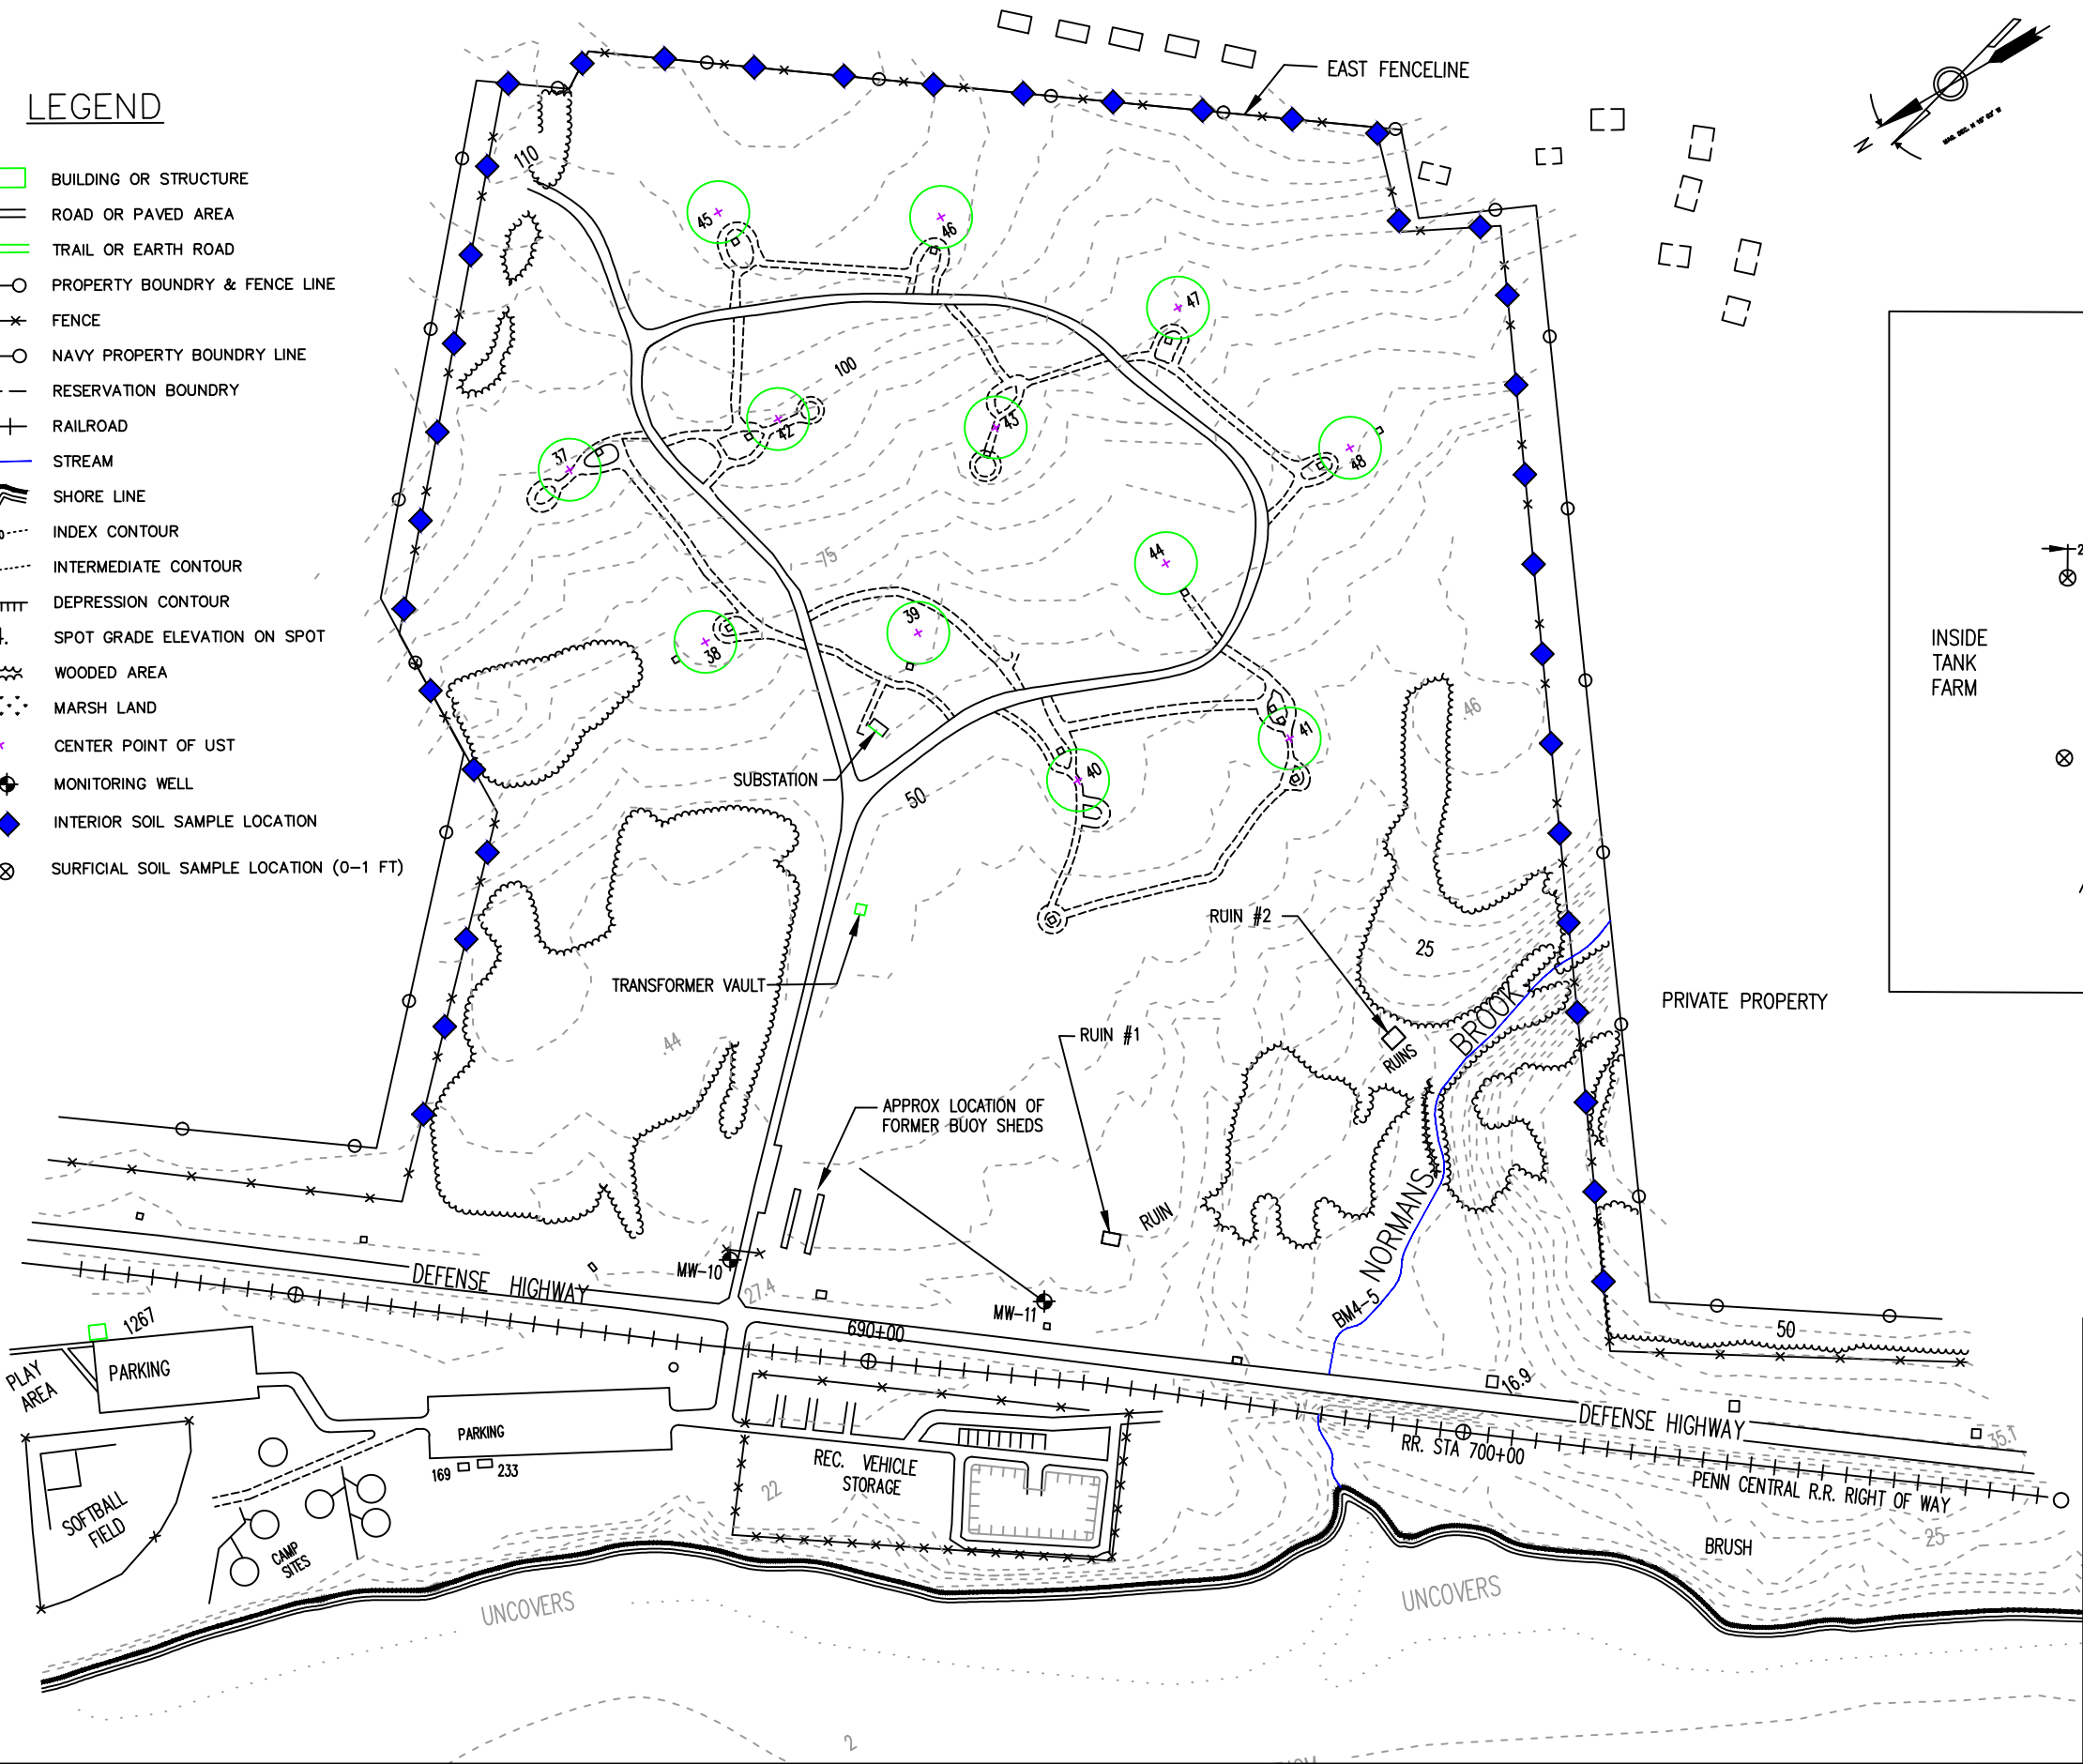 LEGEND
BUILDING OR STRUCTURE
ROAD OR PAVED AREA
TRAIL OR EARTH ROAD
PROPERTY BOUNDRY & FENCE LINE
FENCE
NAVY PROPERTY BOUNDRY LINE
RESERVATION BOUNDRY
RAILROAD
STREAM
SHORE LINE
INDEX CONTOUR
INTERMEDIATE CONTOUR
DEPRESSION CONTOUR
SPOT GRADE ELEVATION ON SPOT
WOODED AREA
MARSH LAND
CENTER POINT OF UST
MONITORING WELL
INTERIOR SOIL SAMPLE LOCATION
SURFICIAL SOIL SAMPLE LOCATION (0-1 FT)
EAST FENCELINE
N
110
45
46
47
100
42
43
37
48
75
44
39
38
46
41
40
INSIDE
TANK
FARM
2
SUBSTATION
50
RUIN #2
25
TRANSFORMER VAULT
PRIVATE PROPERTY
44
RUIN #1
RUINS
BROOK
APPROX LOCATION OF
FORMER BUOY SHEDS
RUIN
NORMANS
BM4-5
MW-10
27.4
MW-11
DEFENSE HIGHWAY
690+00
50
1267
PLAY
AREA
PARKING
16.9
DEFENSE HIGHWAY
35.1
PARKING
169
233
REC. VEHICLE
STORAGE
22
RR. STA 700+00
PENN CENTRAL R.R. RIGHT OF WAY
SOFTBALL
FIELD
CAMP
SITES
BRUSH
25
UNCOVERS
UNCOVERS
2